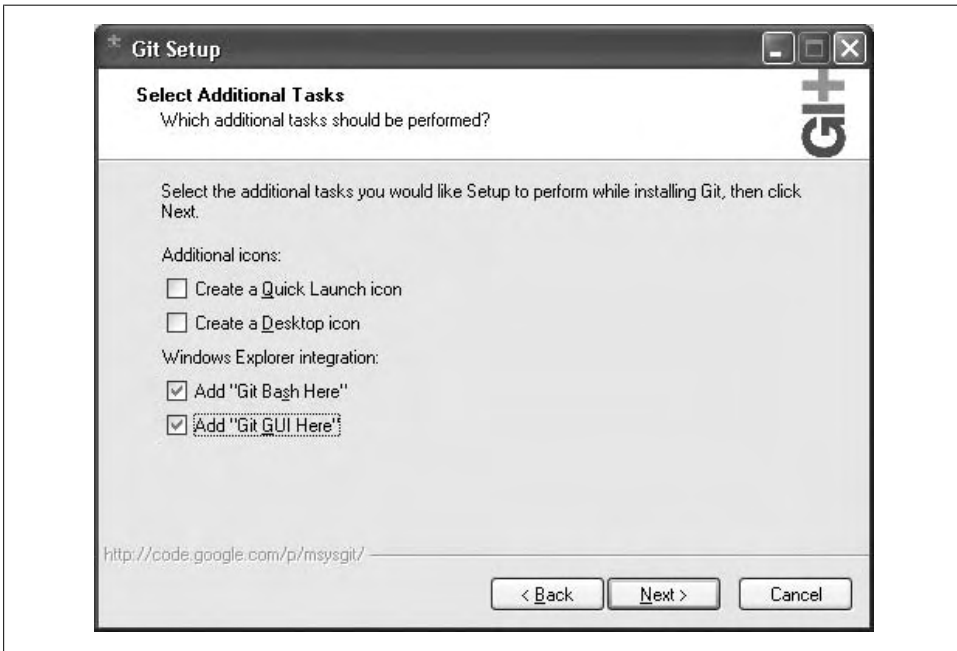 Git Setup
Select Additional Tasks
Which additional tasks should be performed?
GIT
Select the additional tasks you would like Setup to perform while installing Git, then click
Next.
Additional icons:
Create a Quick Launch icon
Create a Desktop icon
Windows Explorer integration:
Add "Git Bash Here"
Add "Git GUI Here"
http://code.google.com/p/msysgit/
< Back
Next >
Cancel